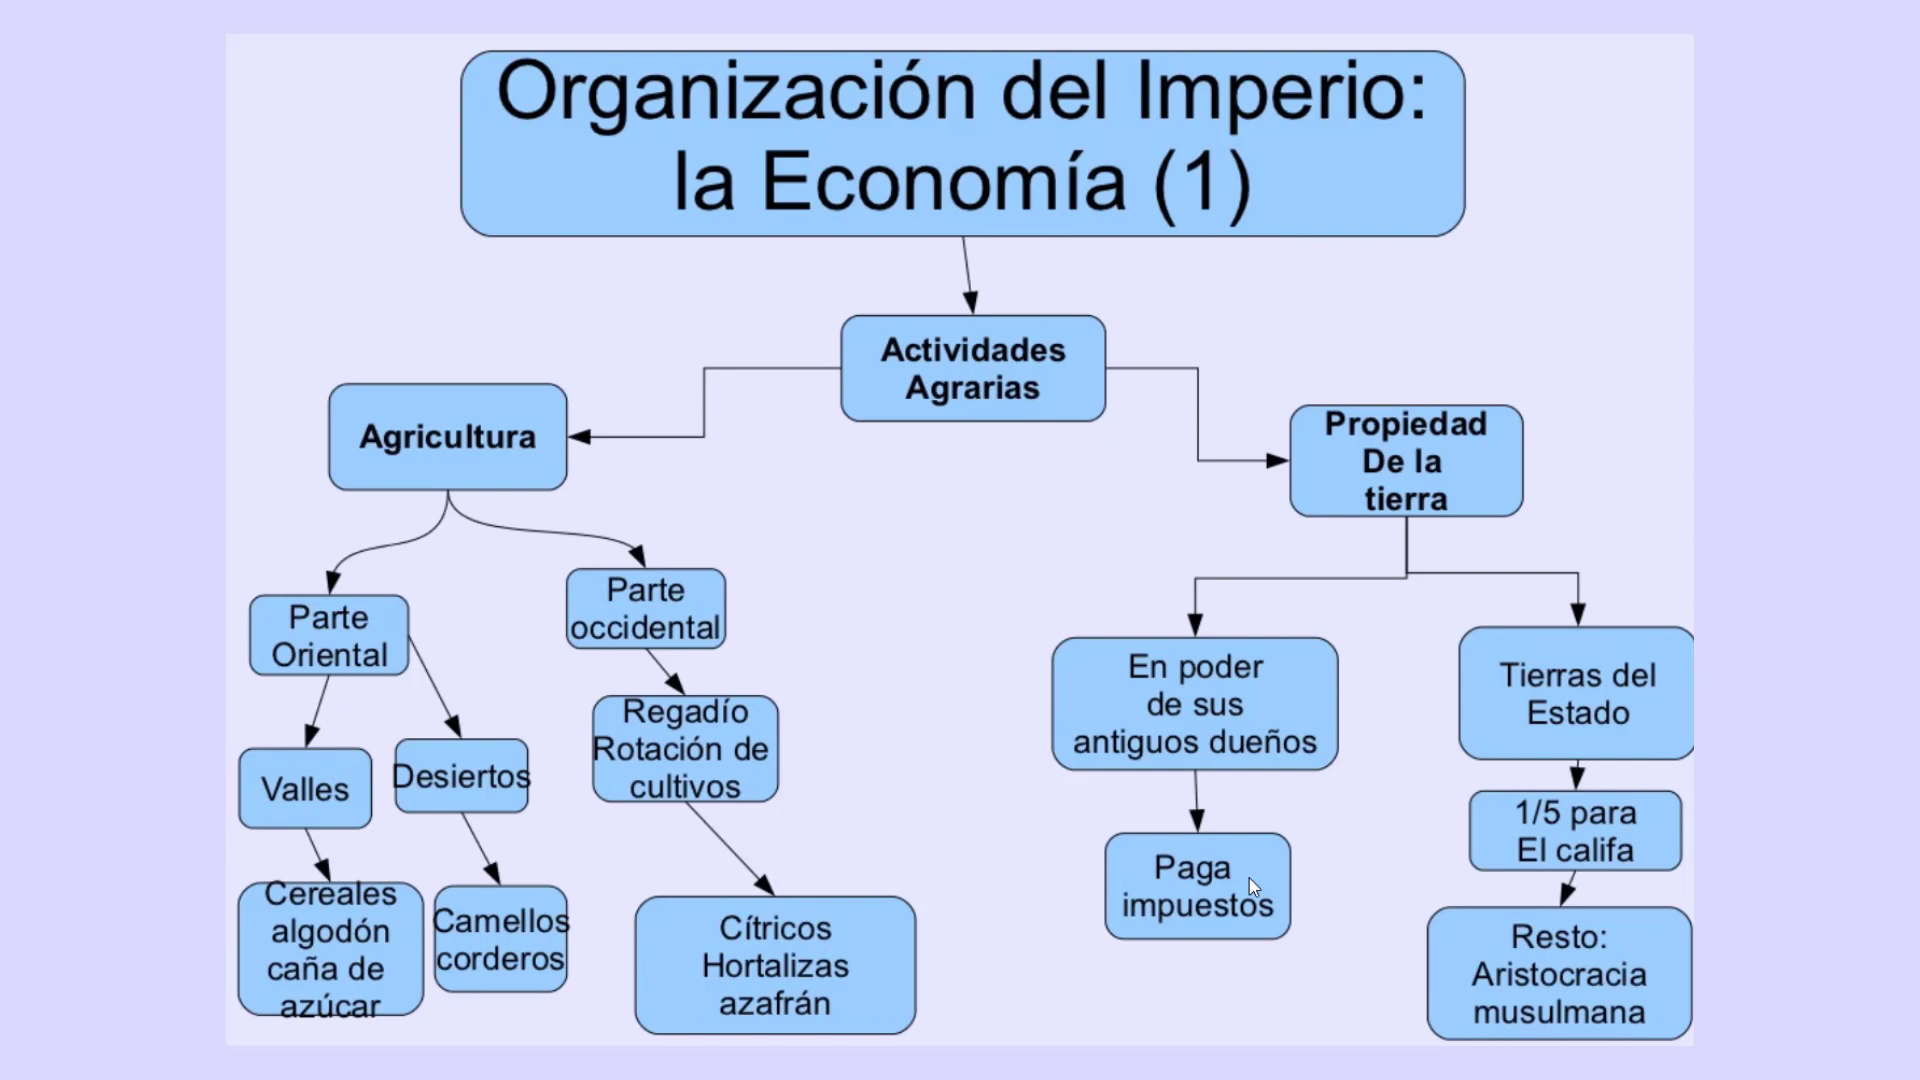 Organización del Imperio:
la Economía (1)
Actividades
Agrarias
Agricultura
Propiedad
De la
tierra
Parte
Oriental
Parte
occidental
Valles
Desiertos
Regadío
Rotación de
cultivos
Cereales
algodón
caña de
azúcar
Camellos
corderos
Cítricos
Hortalizas
azafrán
En poder
de sus
antiguos dueños
Tierras del
Estado
Paga
impuestos
1/5 para
El califa
Resto:
Aristocracia
musulmana